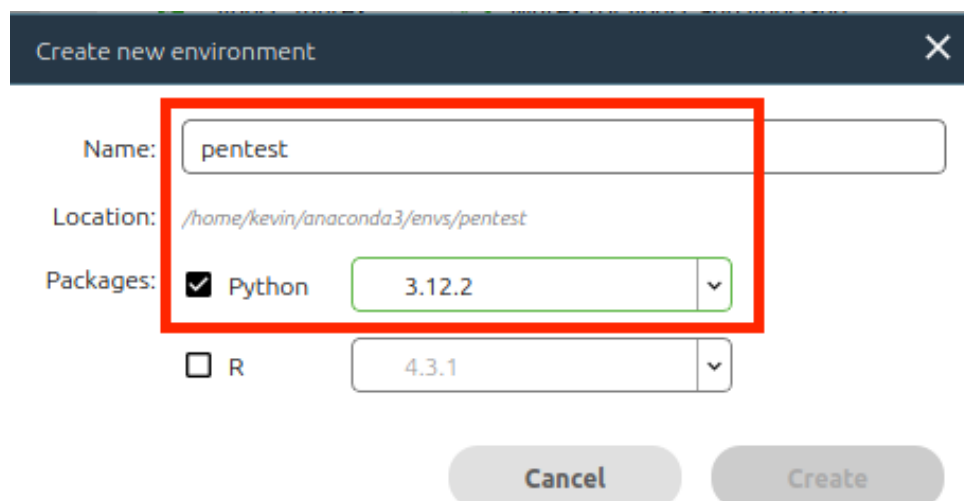 Create new environment
Name: pentest
Location: /home/kevin/anaconda3/envs/pentest
Packages: Python 3.12.2
R 4.3.1
Cancel Create